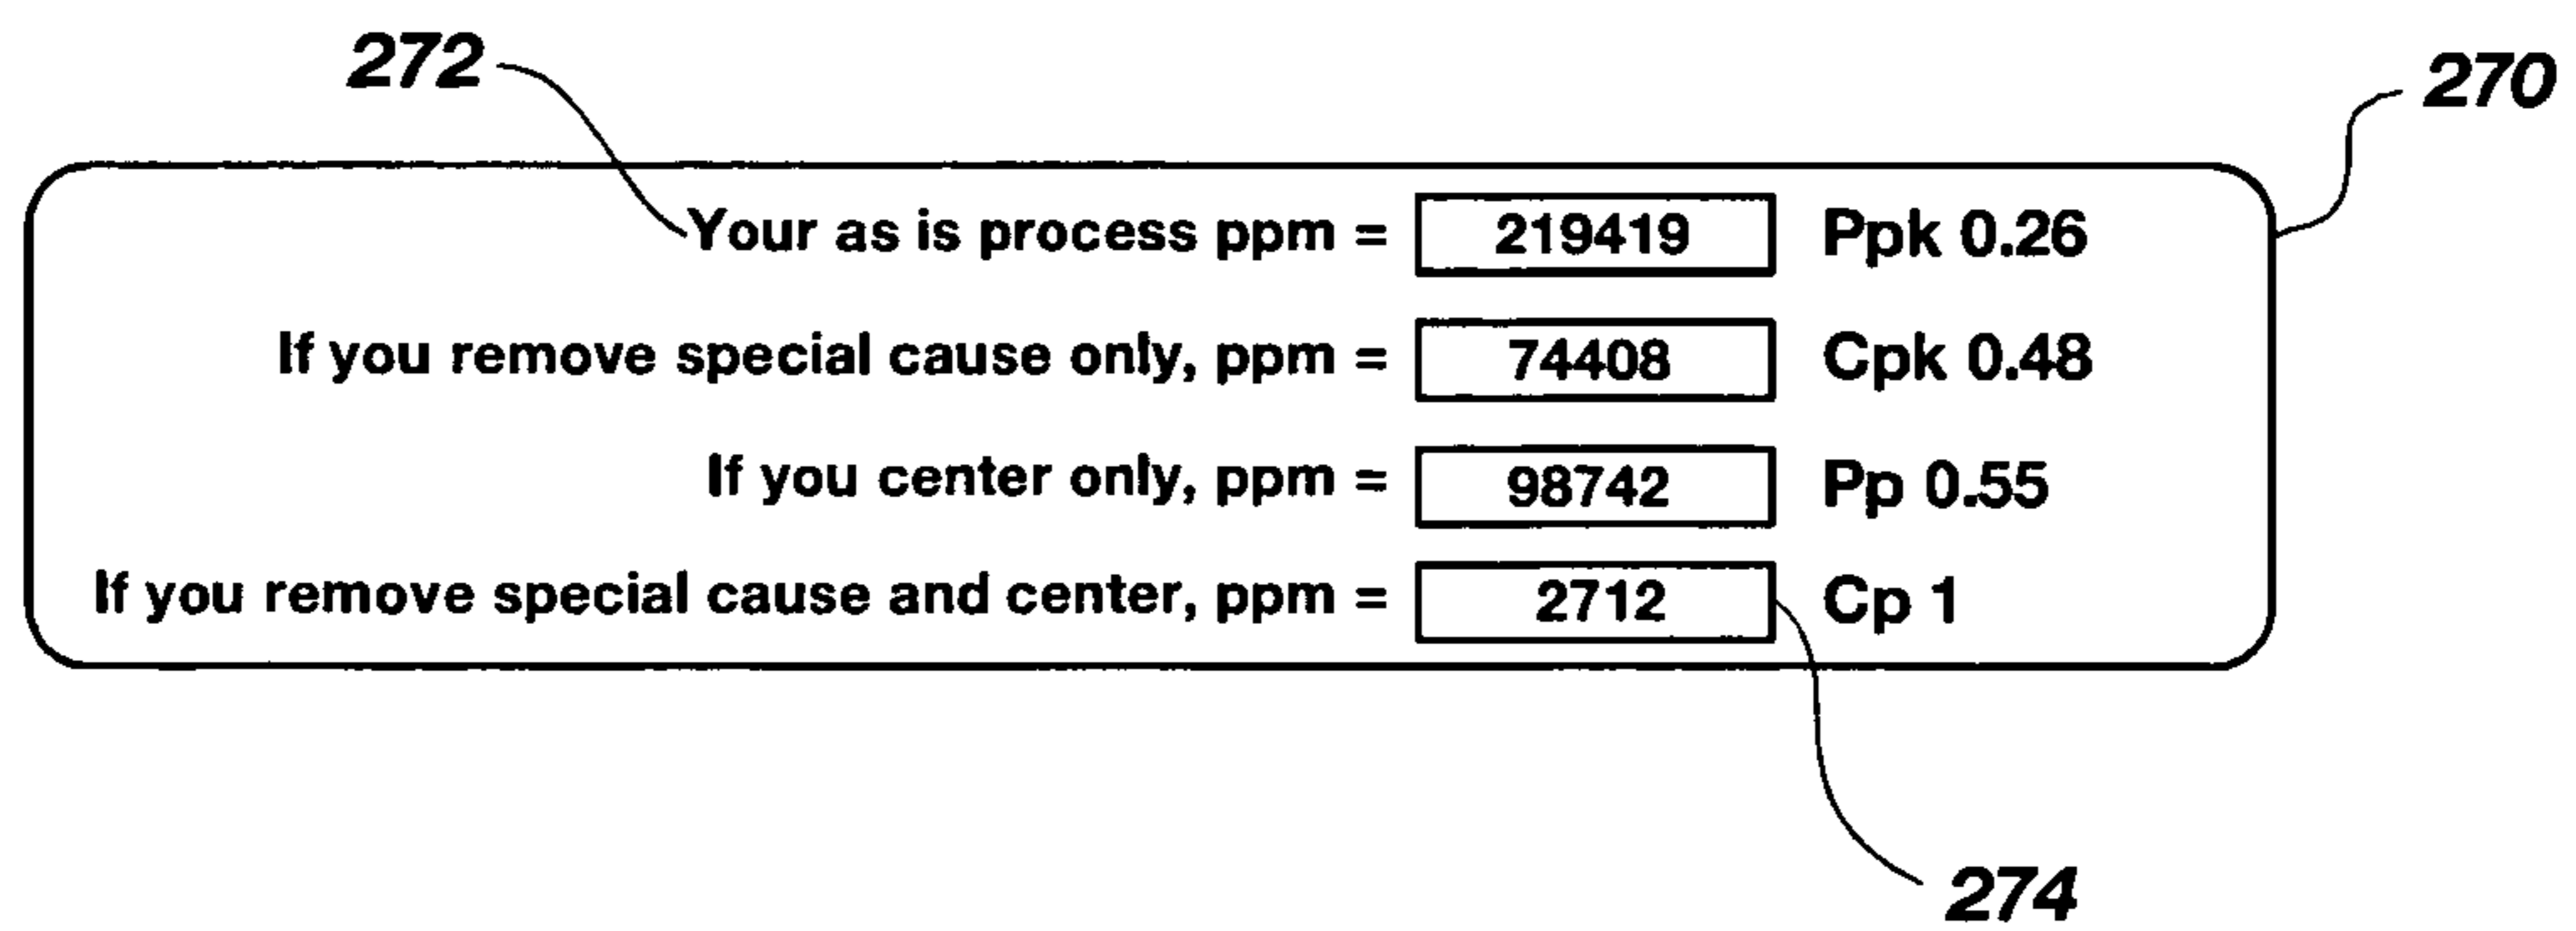 272
270
Your as is process ppm = 219419 Ppk 0.26
If you remove special cause only, ppm = 74408 Cpk 0.48
If you center only, ppm = 98742 Pp 0.55
If you remove special cause and center, ppm = 2712 Cp 1
274